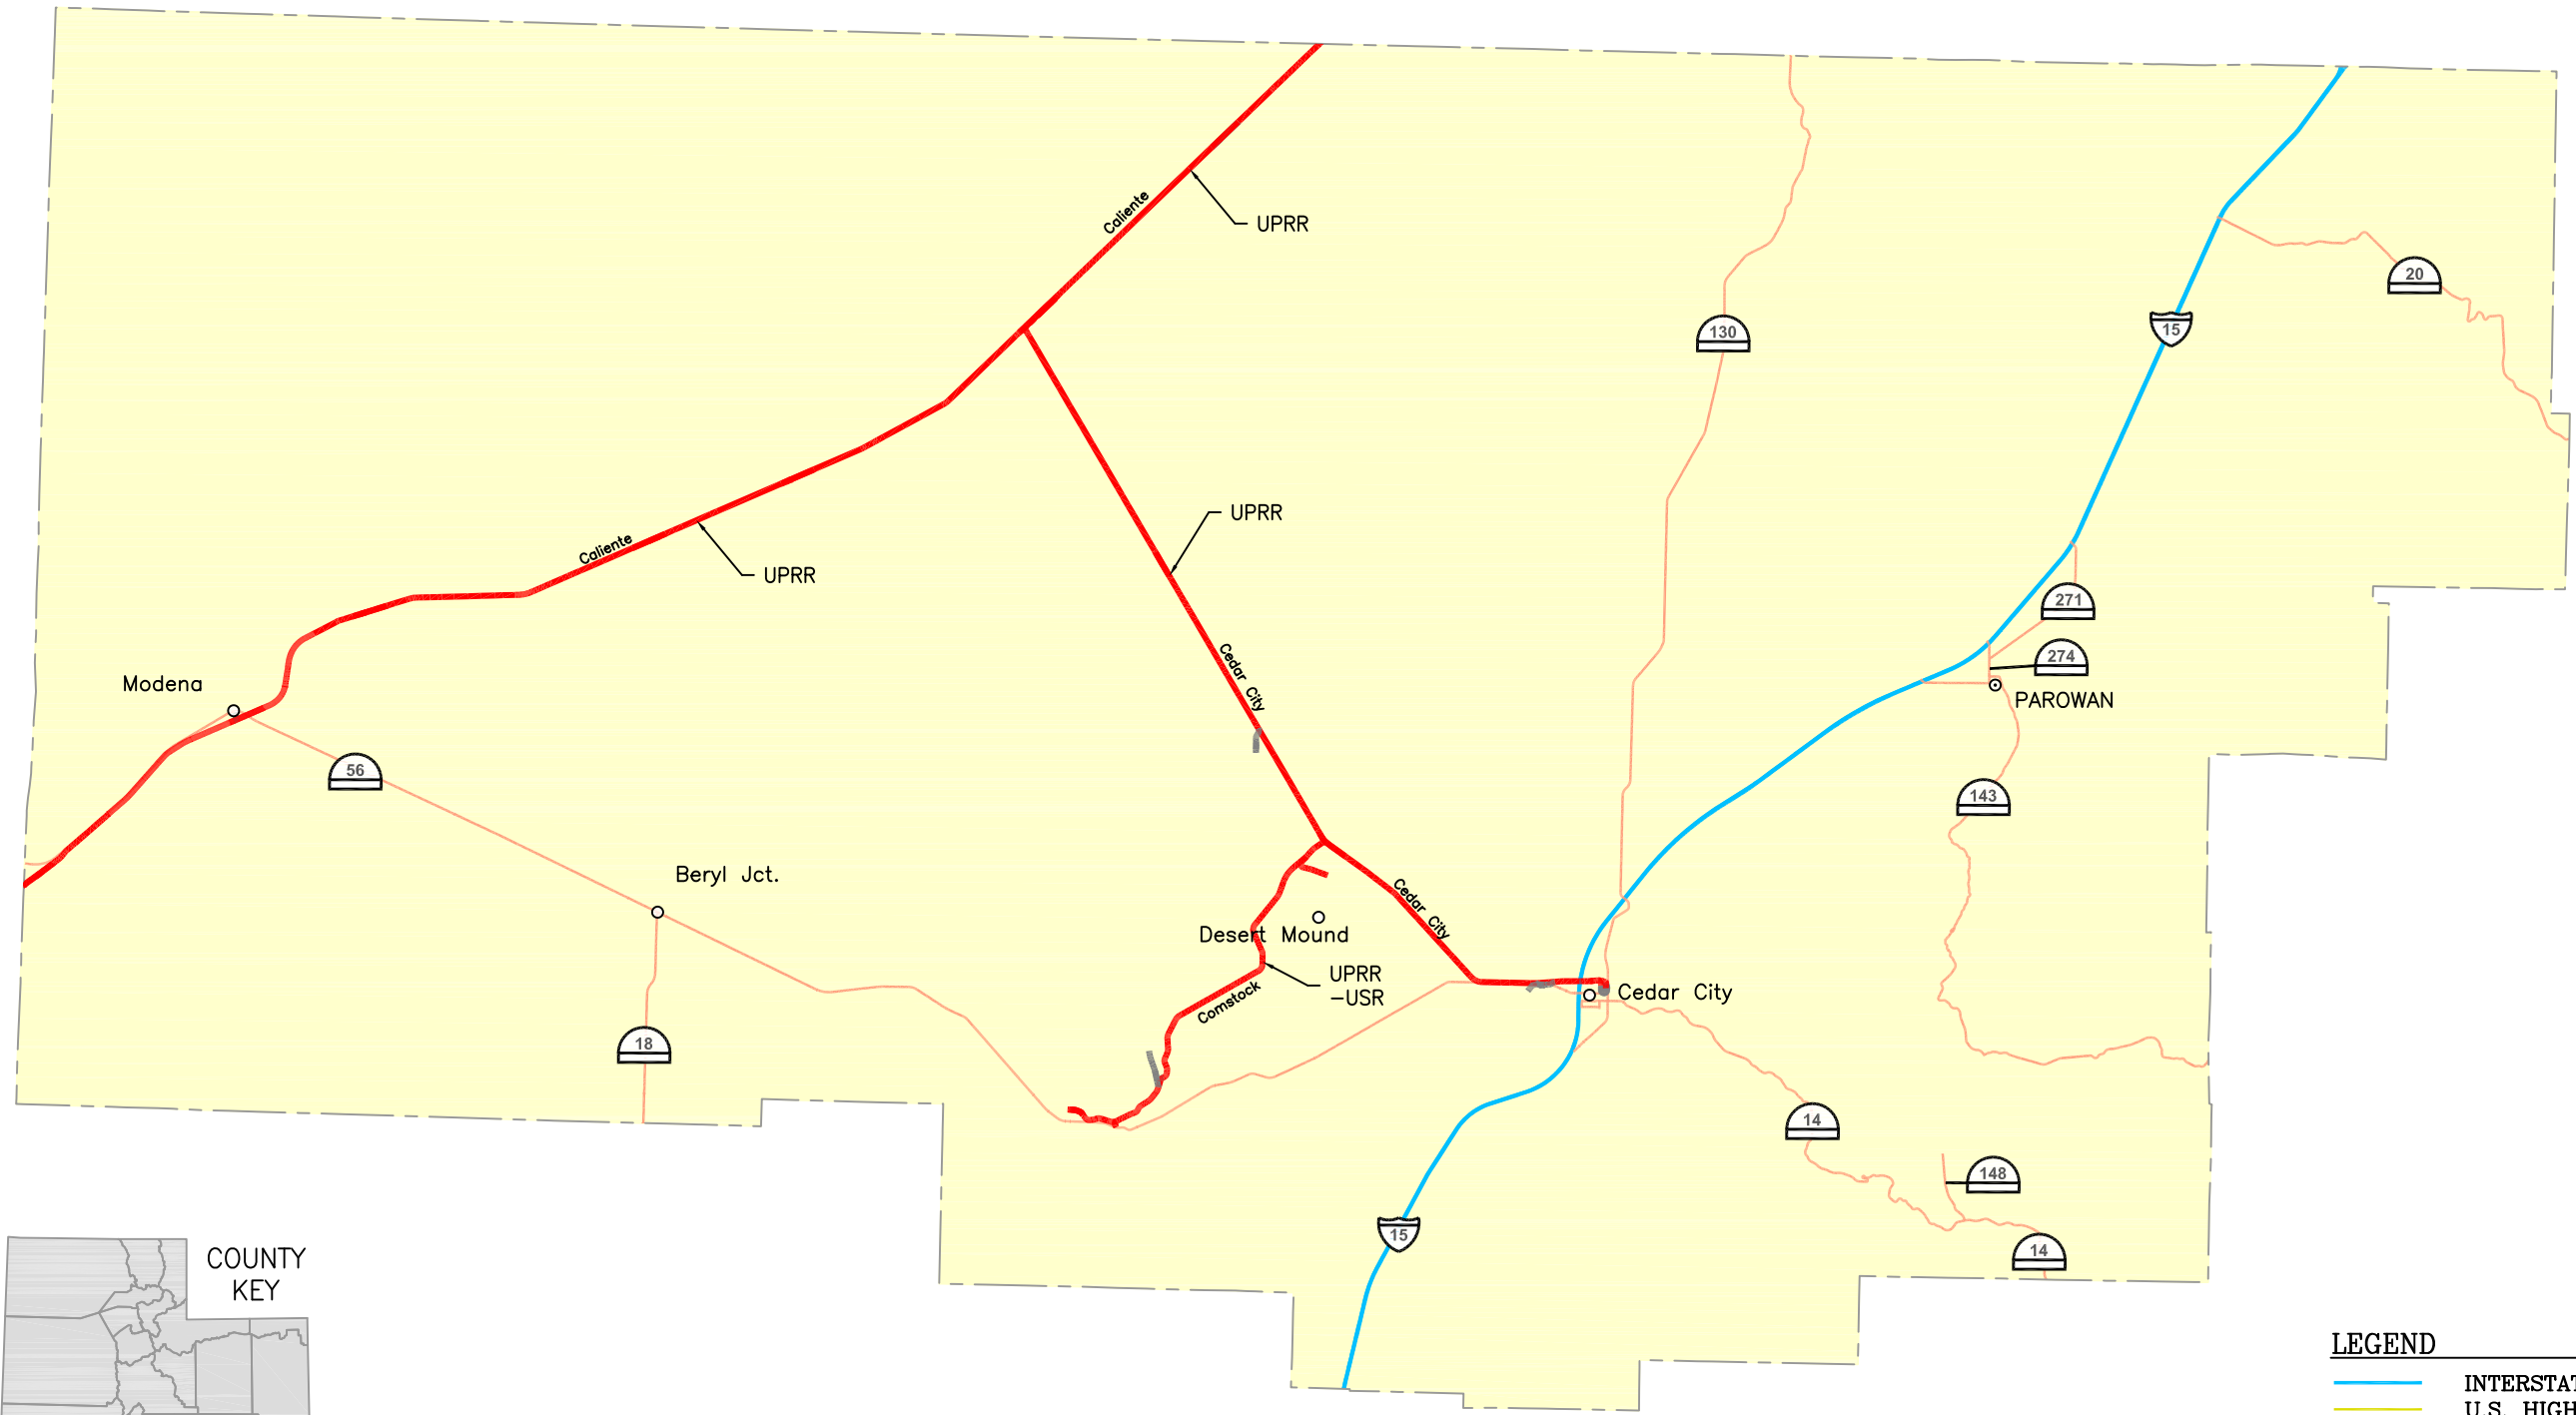 Caliente
UPRR
20
15
130
UPRR
Caliente
UPRR
271
Cedar City
274
Modena
PAROWAN
56
143
Beryl Jct.
Cedar City
Desert Mound
UPRR
-USR
Cedar City
Comstock
18
14
148
15
14
COUNTY
KEY
LEGEND